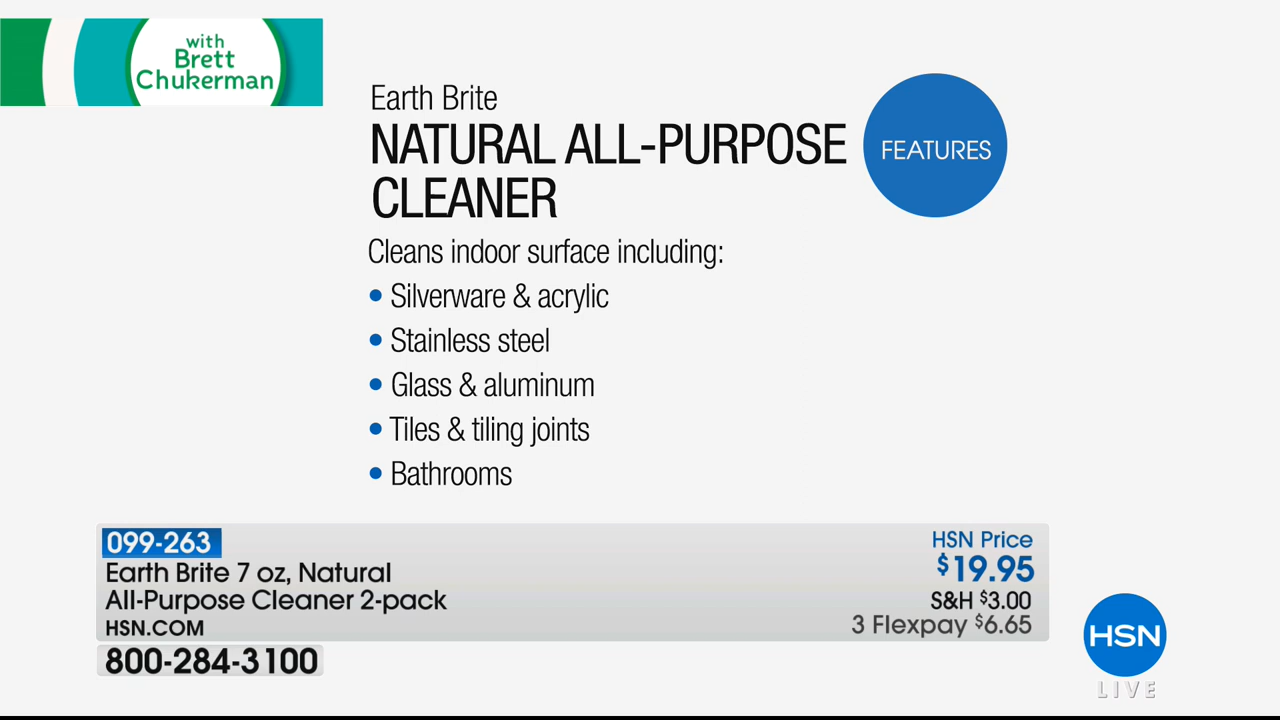 with
Brett
Chukerman
Earth Brite
NATURAL ALL-PURPOSE
CLEANER
FEATURES
Cleans indoor surface including:
• Silverware & acrylic
• Stainless steel
• Glass & aluminum
• Tiles & tiling joints
• Bathrooms
099-263
Earth Brite 7 oz, Natural
All-Purpose Cleaner 2-pack
HSN.COM
800-284-3100
HSN Price
$19.95
S&H $3.00
3 Flexpay $6.65
HSN
LIVE